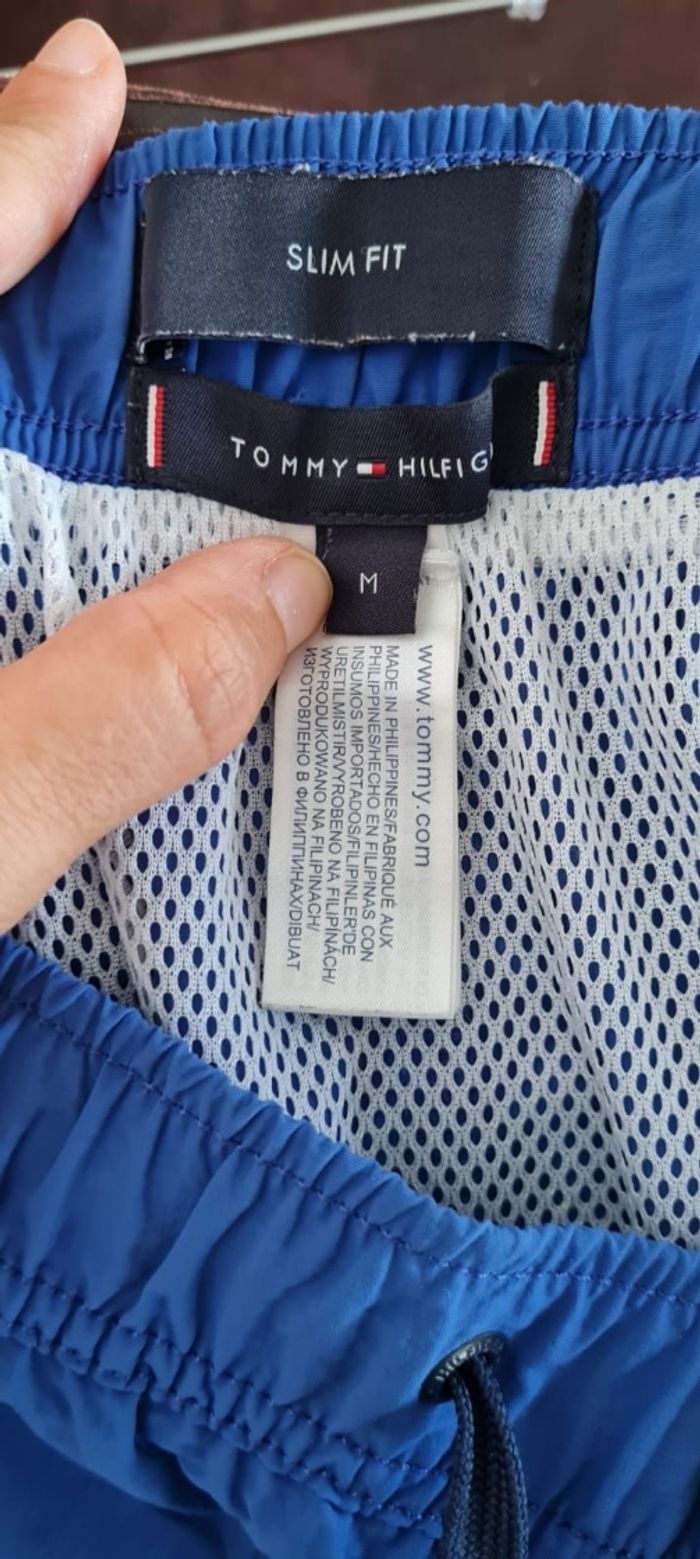 SLIM FIT
TOMMY HILFIG
M
www.tommy.com
MADE IN PHILIPPINES/FABRIQUÉ AUX
PHILIPPINES/HECHO EN FILIPINAS CON
INSUMOS IMPORTADOS/FILIPINLER'DE
URETILMISTIR/VYROBENO NA FILIPÍNÁCH/
WYPRODUKOWANO NA FILIPINACH/
ИЗГОТОВЛЕНО В ФИЛИППИНАХ/DIBUAT